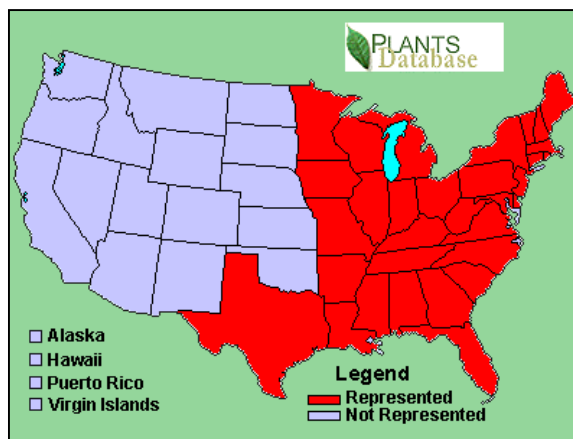 PLANTS
Database
Alaska
Hawaii
Puerto Rico
Virgin Islands
Legend
Represented
Not Represented